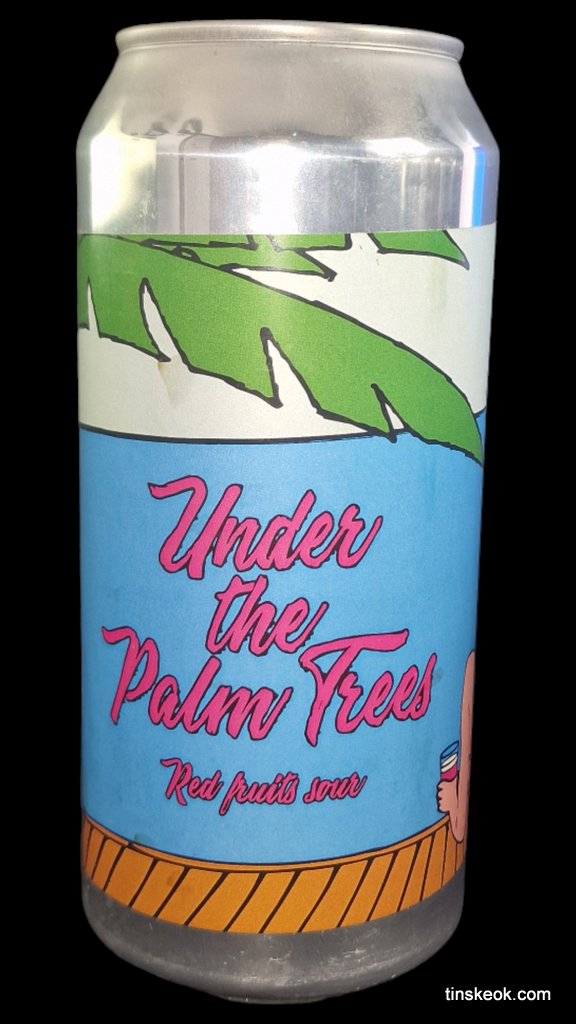 Under
the
Palm Trees
Red fruits sour
tinskeok.com